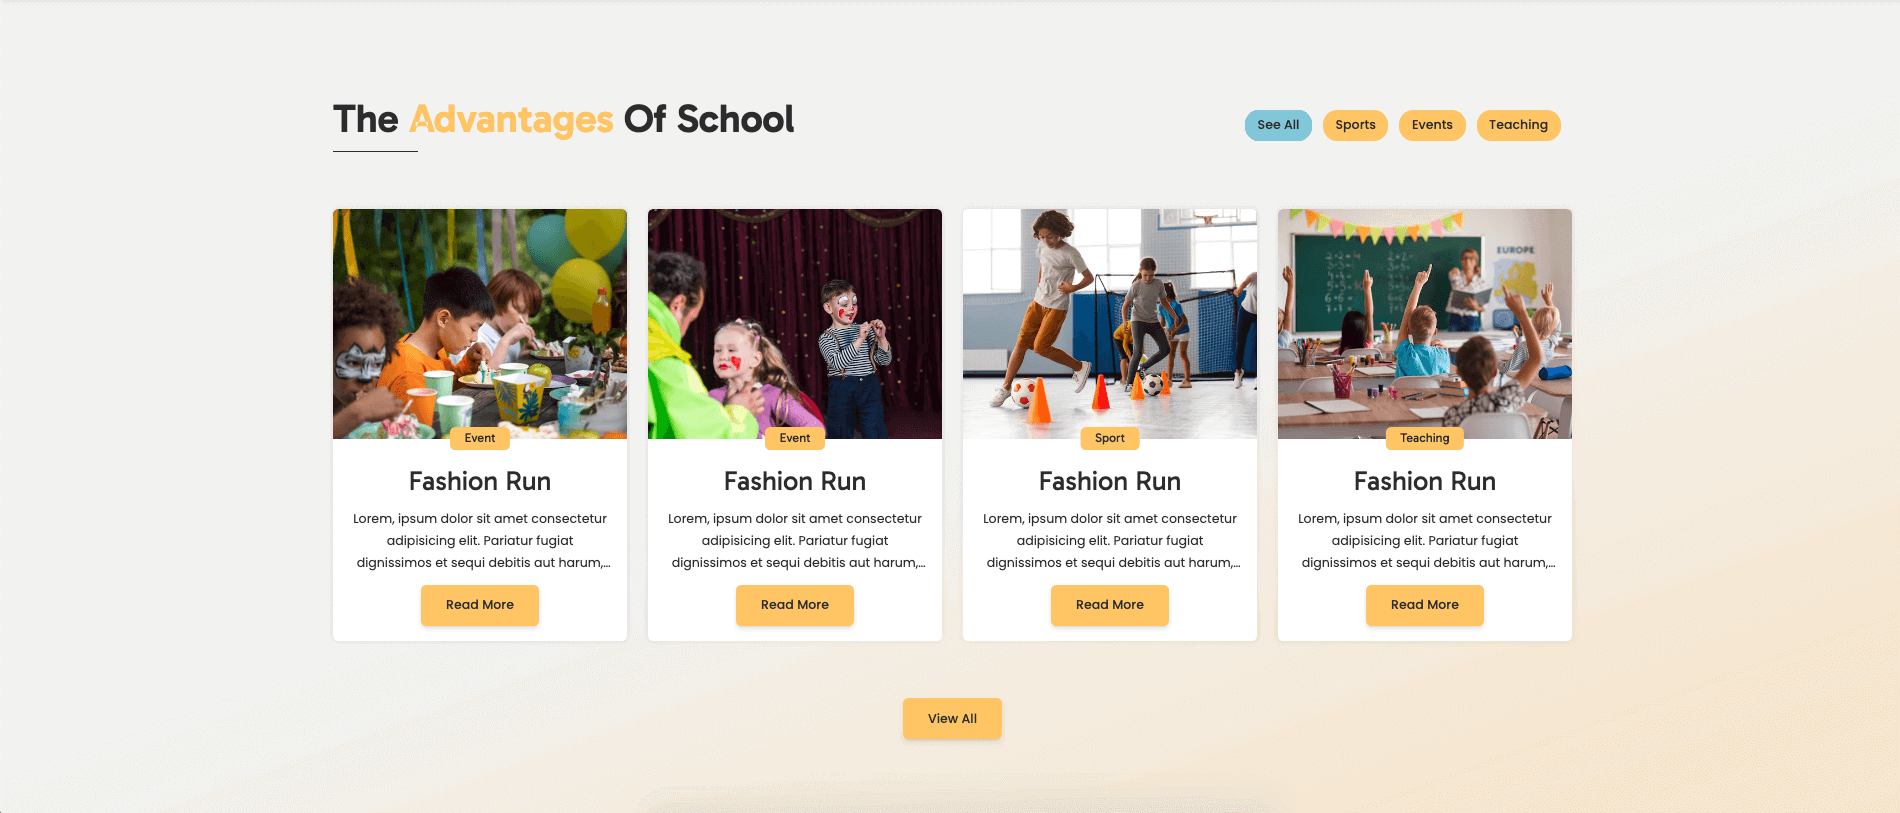 The Advantages Of School
See All
Sports
Events
Teaching
EUROPE
Event
Event
Sport
Teaching
Fashion Run
Lorem, ipsum dolor sit amet consectetur
adipisicing elit. Pariatur fugiat
dignissimos et sequi debitis aut harum,...
Read More
Fashion Run
Lorem, ipsum dolor sit amet consectetur
adipisicing elit. Pariatur fugiat
dignissimos et sequi debitis aut harum,...
Read More
Fashion Run
Lorem, ipsum dolor sit amet consectetur
adipisicing elit. Pariatur fugiat
dignissimos et sequi debitis aut harum,...
Read More
Fashion Run
Lorem, ipsum dolor sit amet consectetur
adipisicing elit. Pariatur fugiat
dignissimos et sequi debitis aut harum,...
Read More
View All